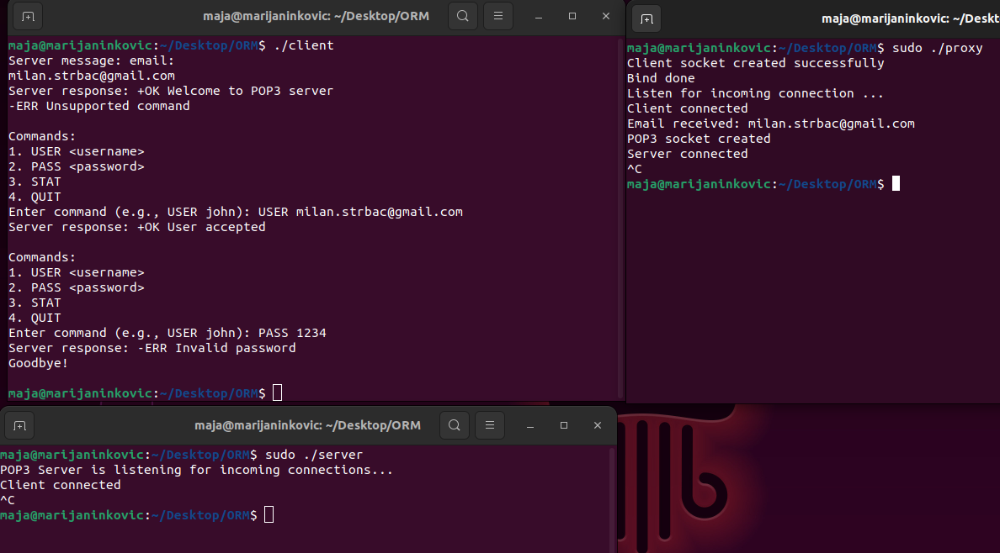 maja@marijaninkovic: ~/Desktop/ORM
maja@marijaninkovic:~/Desktop/ORM$ ./client
Server message: email:
milan.strbac@gmail.com
Server response: +OK Welcome to POP3 server
-ERR Unsupported command
Commands:
1. USER <username>
2. PASS <password>
3. STAT
4. QUIT
Enter command (e.g., USER john): USER milan.strbac@gmail.com
Server response: +OK User accepted
Commands:
1. USER <username>
2. PASS <password>
3. STAT
4. QUIT
Enter command (e.g., USER john): PASS 1234
Server response: -ERR Invalid password
Goodbye!
maja@marijaninkovic:~/Desktop/ORM$
maja@marijaninkovic: ~/Deskt
maja@marijaninkovic:~/Desktop/ORM$ sudo ./proxy
Client socket created successfully
Bind done
Listen for incoming connection ...
Client connected
Email received: milan.strbac@gmail.com
POP3 socket created
Server connected
^C
maja@marijaninkovic:~/Desktop/ORM$
maja@marijaninkovic: ~/Desktop/ORM
maja@marijaninkovic:~/Desktop/ORM$ sudo ./server
POP3 Server is listening for incoming connections...
Client connected
^C
maja@marijaninkovic:~/Desktop/ORM$